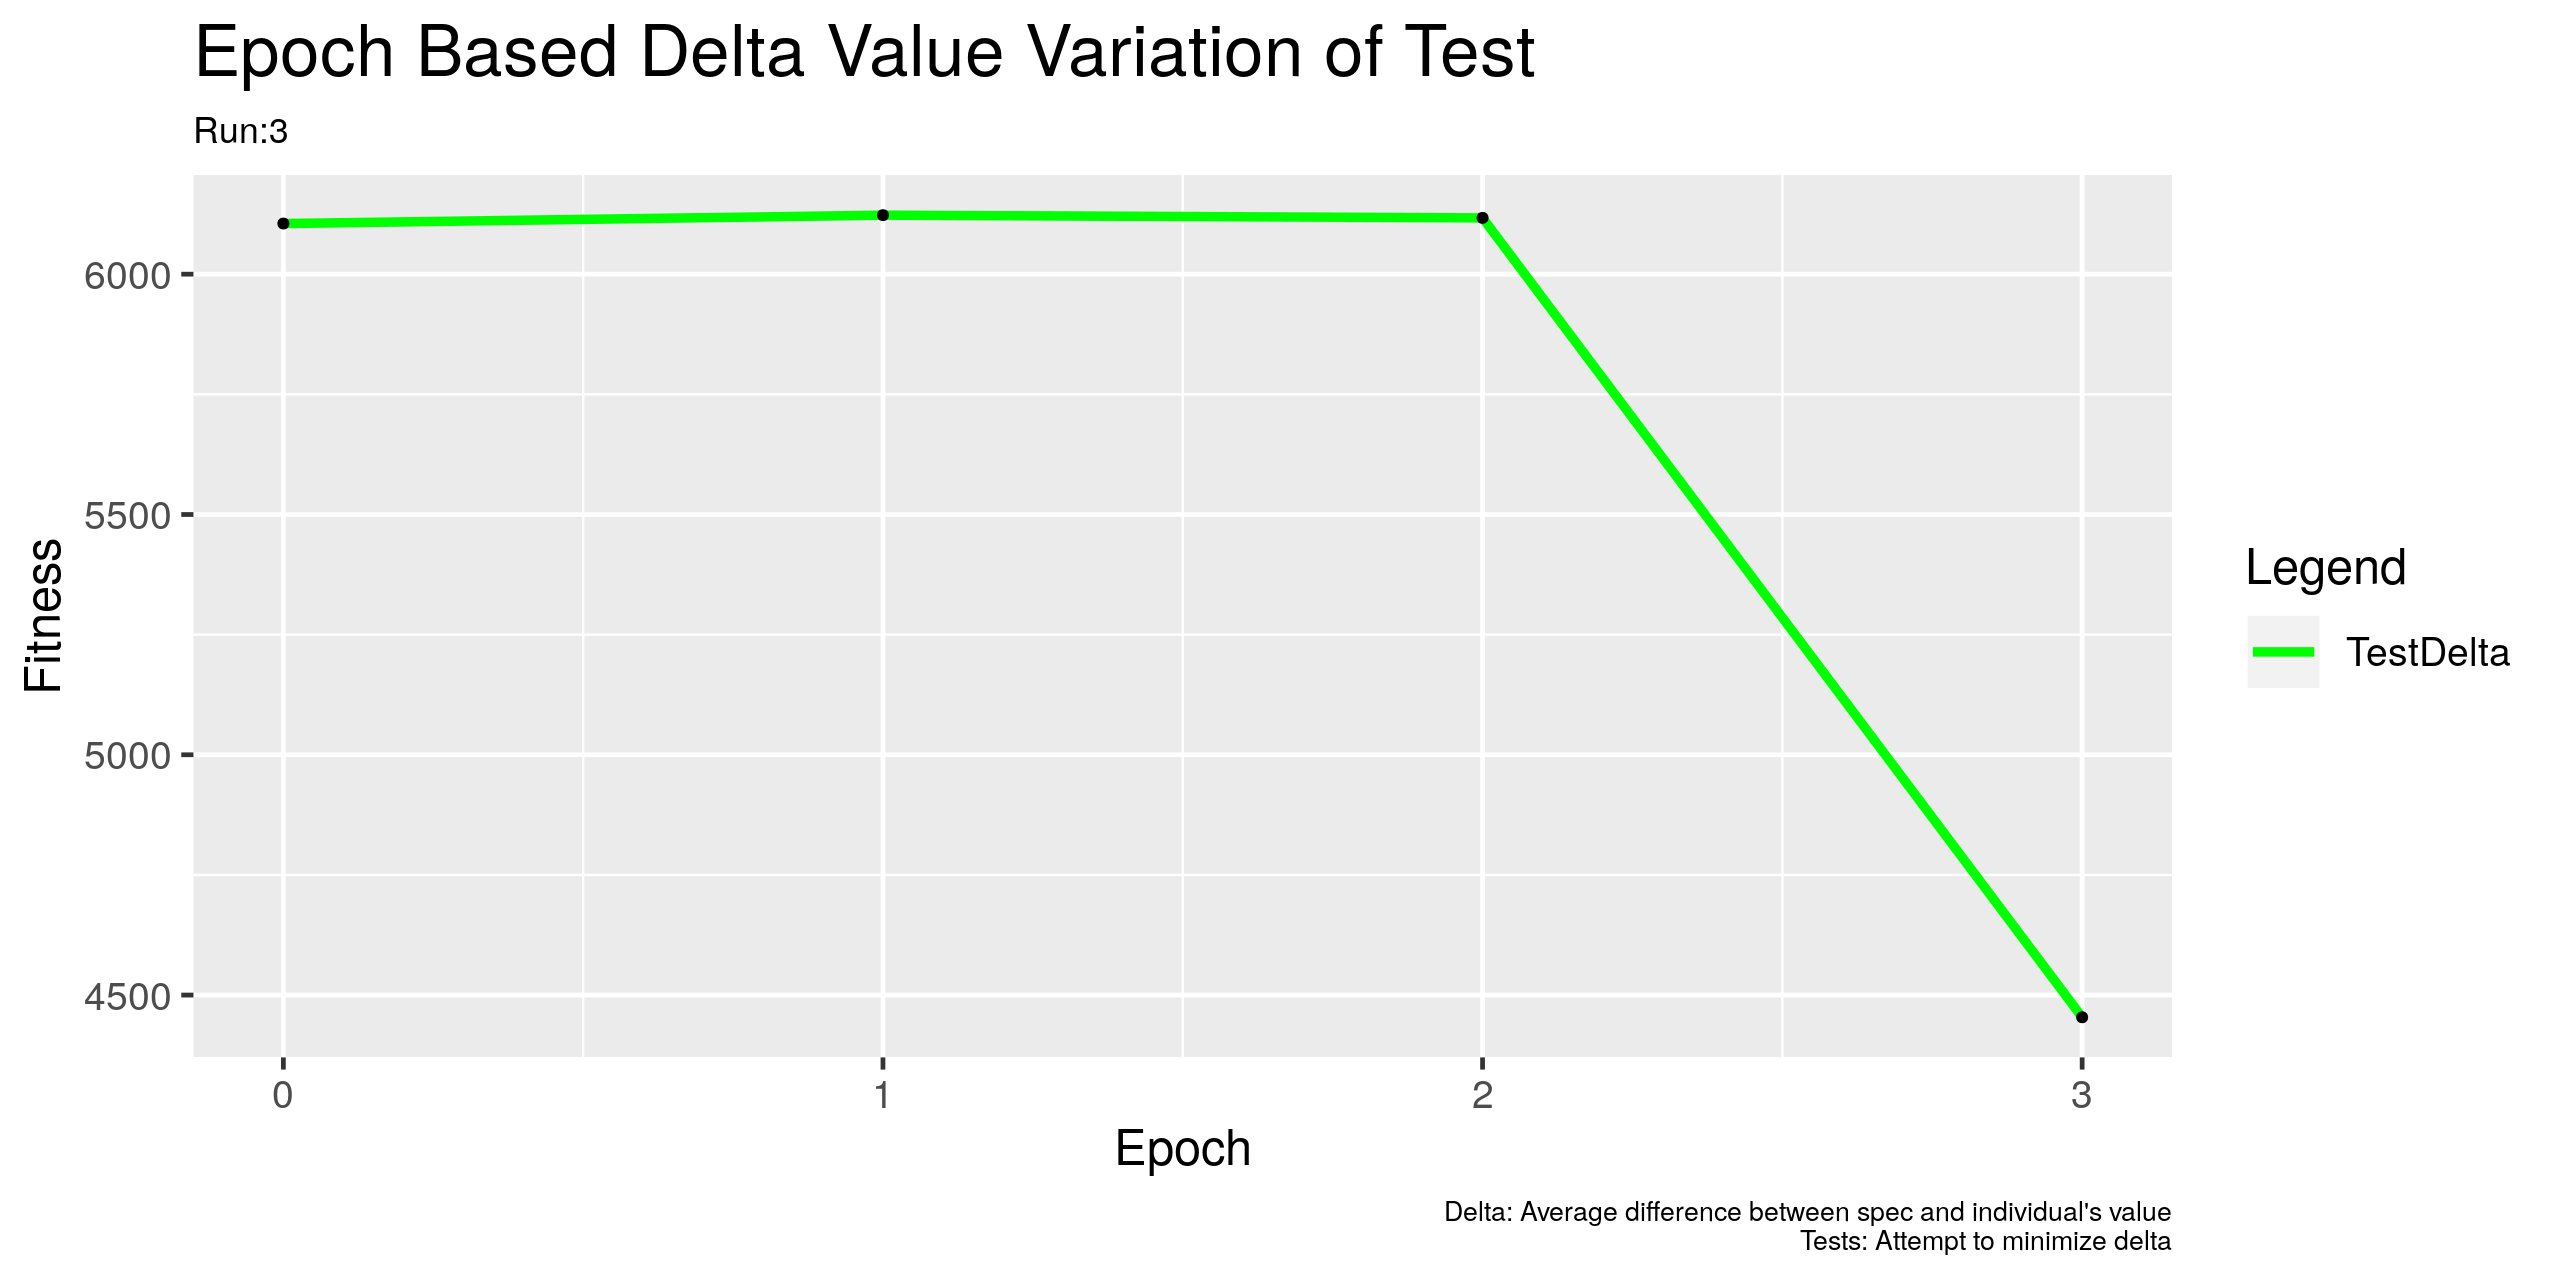 Epoch Based Delta Value Variation of Test
Run:3
Fitness
6000
5500
5000
4500
0
1
2
3
Epoch
Legend
TestDelta
Delta: Average difference between spec and individual's value
Tests: Attempt to minimize delta